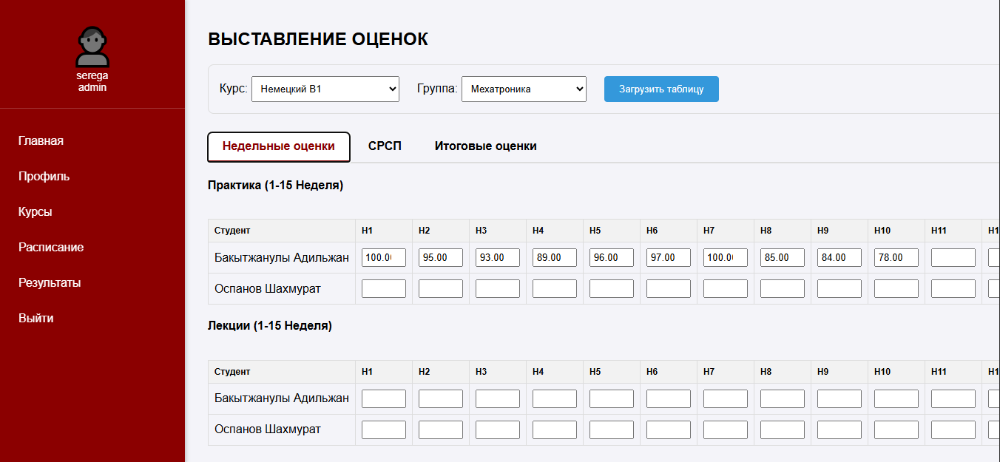 serega
admin
Главная
Профиль
Курсы
Расписание
Результаты
Выйти
ВЫСТАВЛЕНИЕ ОЦЕНОК
Курс: Немецкий B1 Группа: Мехатроника Загрузить таблицу
Недельные оценки СРСП Итоговые оценки
Практика (1-15 Неделя)
Студент Н1 Н2 Н3 Н4 Н5 Н6 Н7 Н8 Н9 Н10 Н11
Бакытжанулы Адильжан 100.0 95.00 93.00 89.00 96.00 97.00 100.0 85.00 84.00 78.00
Оспанов Шахмурат
Лекции (1-15 Неделя)
Студент Н1 Н2 Н3 Н4 Н5 Н6 Н7 Н8 Н9 Н10 Н11
Бакытжанулы Адильжан
Оспанов Шахмурат